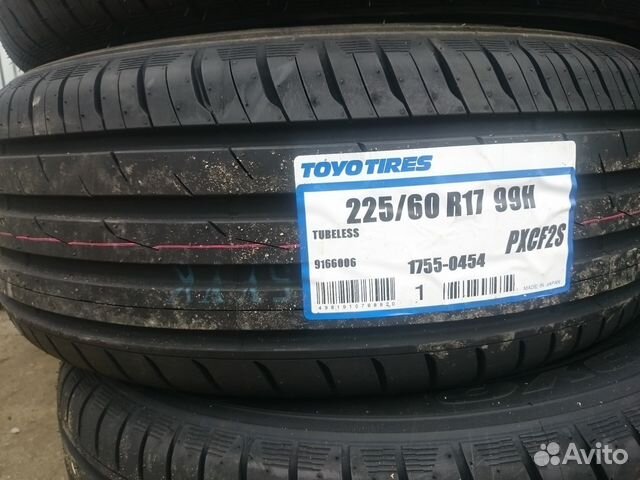 TOYO TIRES
225/60 R17 99H
TUBELESS
PXCF2S
9166006
1755-0454
1
MADE IN JAPAN
Avito